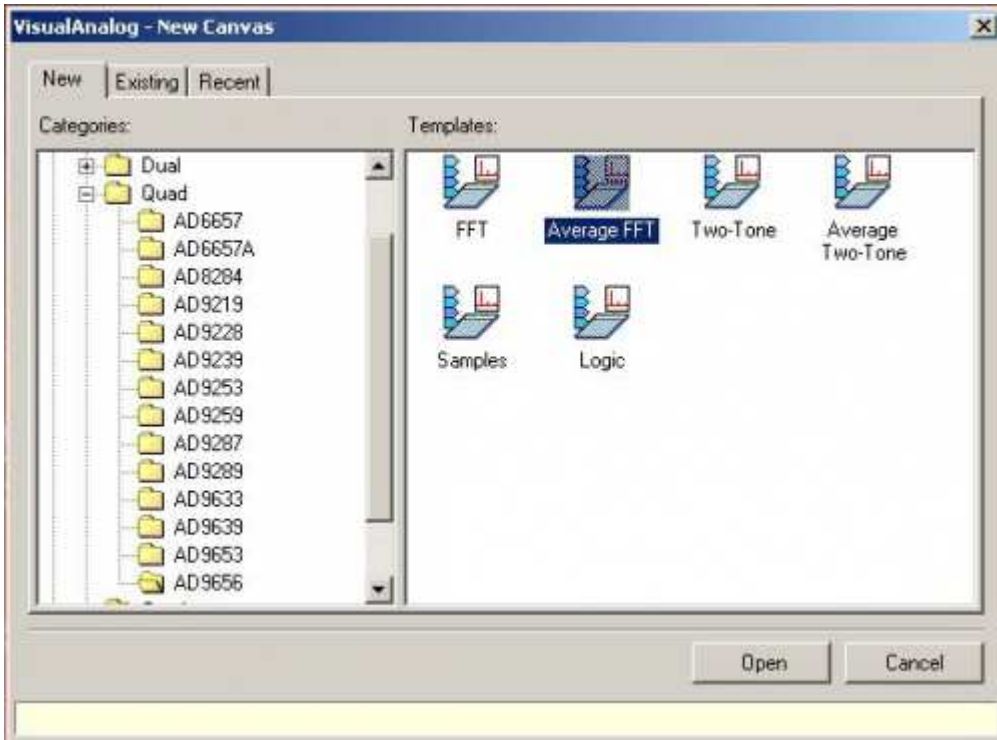 VisualAnalog - New Canvas
New
Existing
Recent
Categories:
Templates:
Dual
Quad
AD6657
AD6657A
AD8284
AD9219
AD9228
AD9239
AD9253
AD9259
AD9287
AD9289
AD9633
AD9639
AD9653
AD9656
FFT
Average FFT
Two-Tone
Average
Two-Tone
Samples
Logic
Open
Cancel